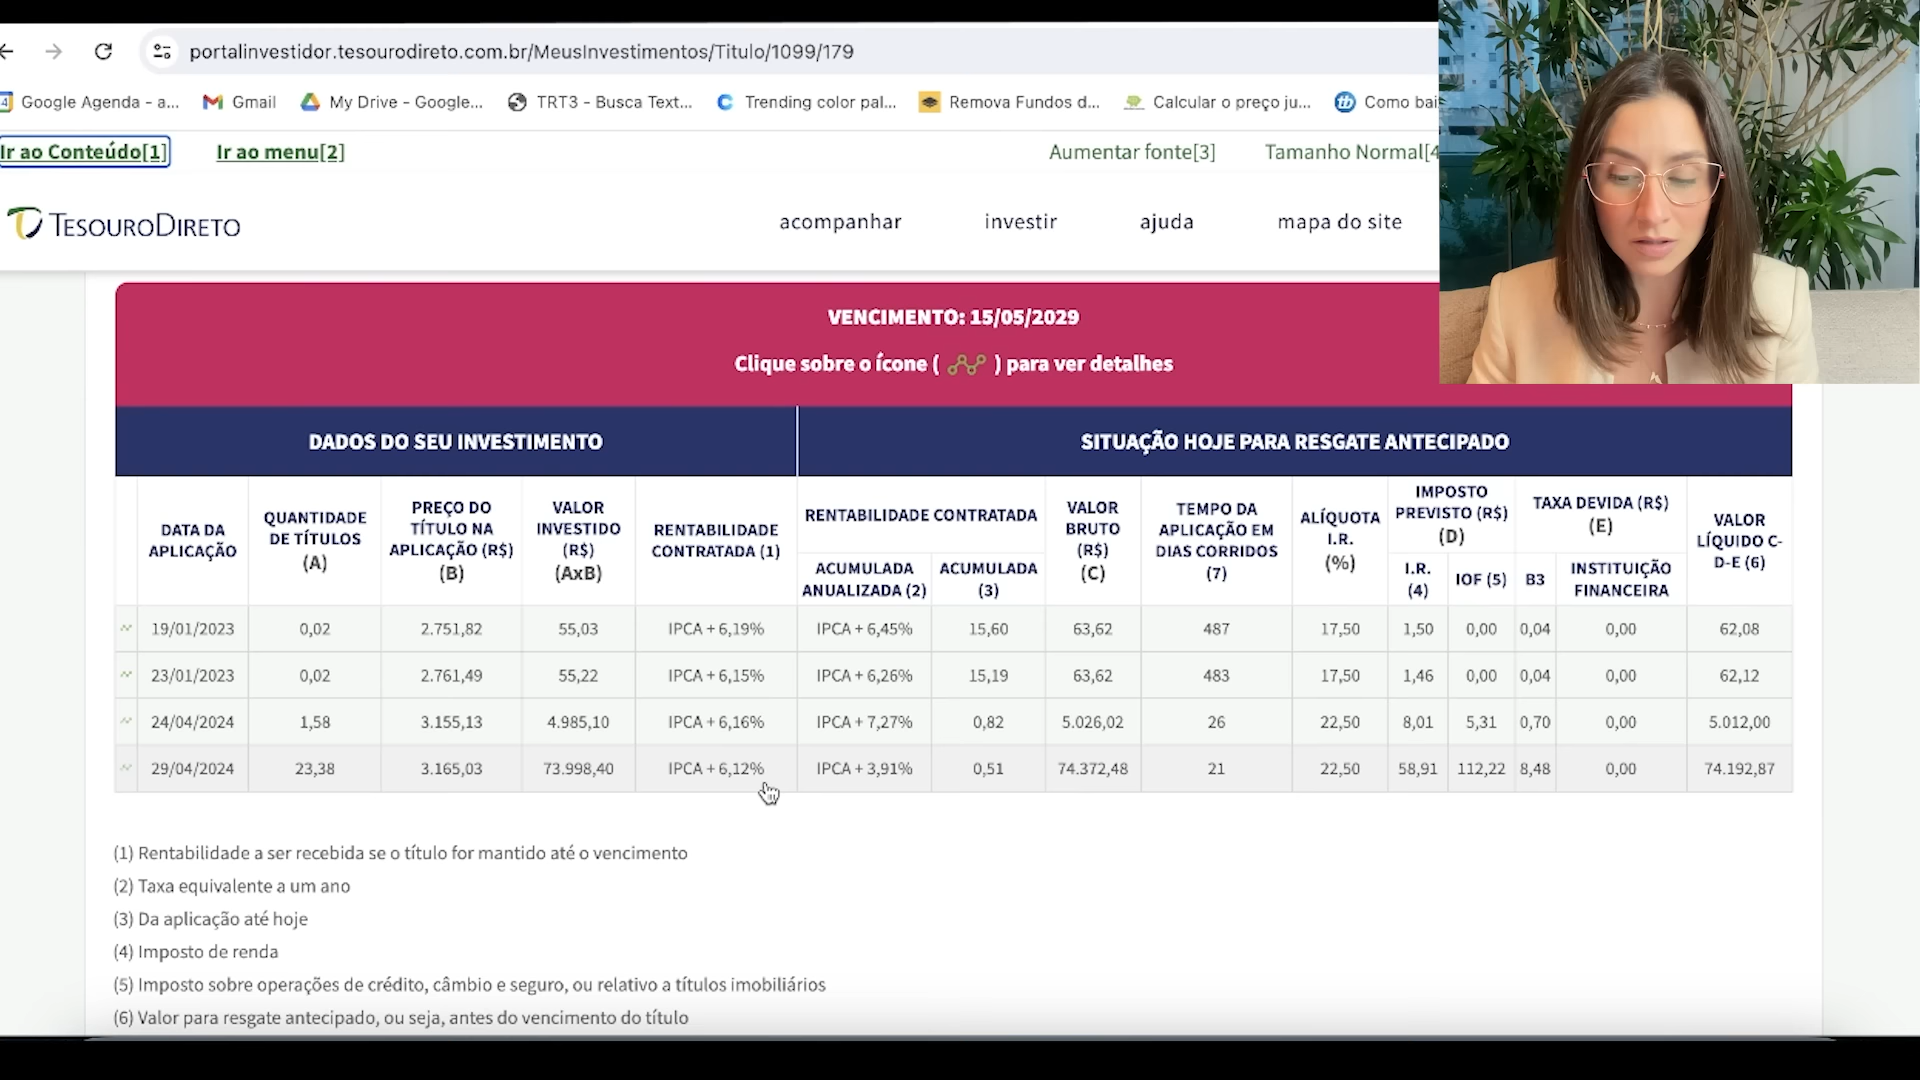 portalinvestidor.tesourodireto.com.br/MeusInvestimentos/Titulo/1099/179
Google Agenda - a... Gmail My Drive - Google... TRT3 - Busca Text... Trending color pal... Remova Fundos d... Calcular o preço ju... Como bai
Ir ao Conteúdo[1] Ir ao menu[2] Aumentar fonte[3] Tamanho Normal[4
TESOURODIRETO acompanhar investir ajuda mapa do site
VENCIMENTO: 15/05/2029
Clique sobre o ícone ( ) para ver detalhes
DADOS DO SEU INVESTIMENTO SITUAÇÃO HOJE PARA RESGATE ANTECIPADO
DATA DA APLICAÇÃO
QUANTIDADE DE TÍTULOS (A)
PREÇO DO TÍTULO NA APLICAÇÃO (R$) (B)
VALOR INVESTIDO (R$) (AxB)
RENTABILIDADE CONTRATADA (1)
RENTABILIDADE CONTRATADA
ACUMULADA ANUALIZADA (2)
ACUMULADA (3)
VALOR BRUTO (R$) (C)
TEMPO DA APLICAÇÃO EM DIAS CORRIDOS (7)
ALÍQUOTA I.R. (%)
IMPOSTO PREVISTO (R$) (D)
I.R. (4)
IOF (5)
TAXA DEVIDA (R$) (E)
B3
INSTITUIÇÃO FINANCEIRA
VALOR LÍQUIDO C-D-E (6)
19/01/2023 0,02 2.751,82 55,03 IPCA + 6,19% IPCA + 6,45% 15,60 63,62 487 17,50 1,50 0,00 0,04 0,00 62,08
23/01/2023 0,02 2.761,49 55,22 IPCA + 6,15% IPCA + 6,26% 15,19 63,62 483 17,50 1,46 0,00 0,04 0,00 62,12
24/04/2024 1,58 3.155,13 4.985,10 IPCA + 6,16% IPCA + 7,27% 0,82 5.026,02 26 22,50 8,01 5,31 0,70 0,00 5.012,00
29/04/2024 23,38 3.165,03 73.998,40 IPCA + 6,12% IPCA + 3,91% 0,51 74.372,48 21 22,50 58,91 112,22 8,48 0,00 74.192,87
(1) Rentabilidade a ser recebida se o título for mantido até o vencimento
(2) Taxa equivalente a um ano
(3) Da aplicação até hoje
(4) Imposto de renda
(5) Imposto sobre operações de crédito, câmbio e seguro, ou relativo a títulos imobiliários
(6) Valor para resgate antecipado, ou seja, antes do vencimento do título